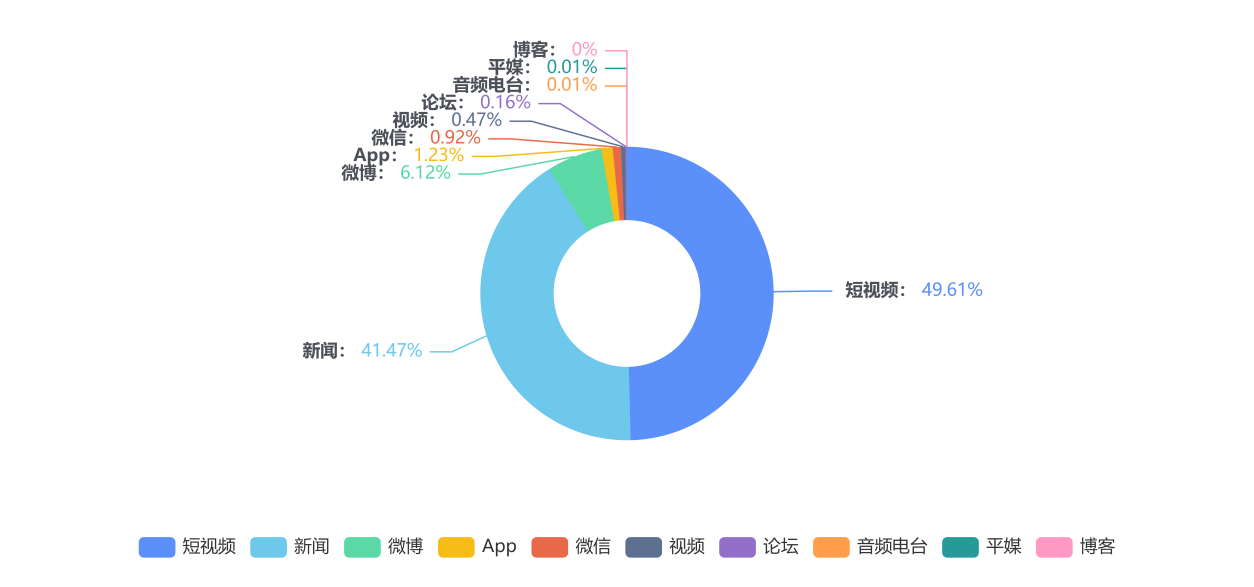 博客： 0%
平媒： 0.01%
音频电台： 0.01%
论坛： 0.16%
视频： 0.47%
微信： 0.92%
App： 1.23%
微博： 6.12%
短视频： 49.61%
新闻： 41.47%
短视频 新闻 微博 App 微信 视频 论坛 音频电台 平媒 博客